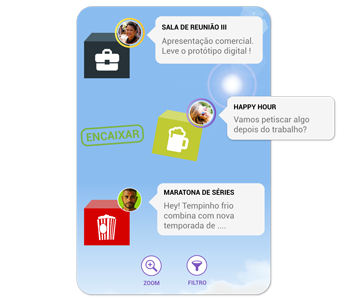 SALA DE REUNIÃO III
Apresentação comercial.
Leve o protótipo digital !
HAPPY HOUR
Vamos petiscar algo
depois do trabalho?
ENCAIXAR
MARATONA DE SÉRIES
Hey! Tempinho frio
combina com nova
temporada de ....
ZOOM
FILTRO